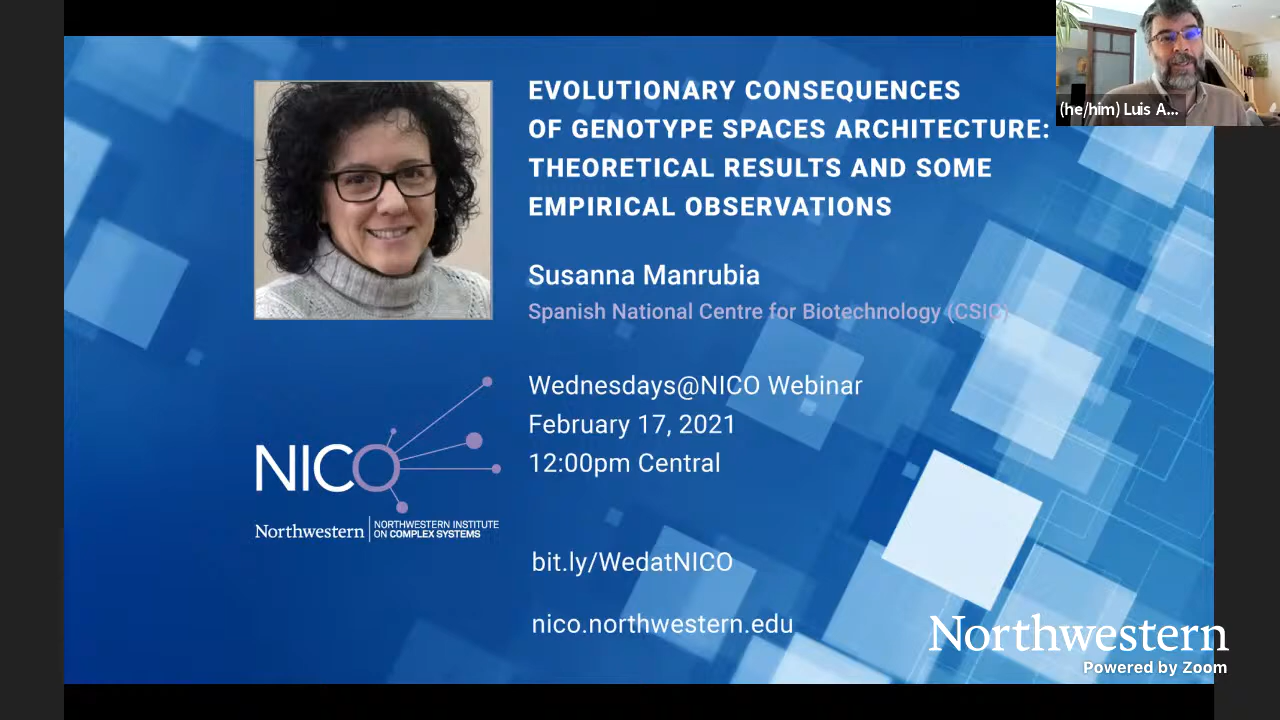 EVOLUTIONARY CONSEQUENCES
OF GENOTYPE SPACES ARCHITECTURE:
THEORETICAL RESULTS AND SOME
EMPIRICAL OBSERVATIONS
(he/him) Luis A...
Susanna Manrubia
Spanish National Centre for Biotechnology (CSIC)
Wednesdays@NICO Webinar
February 17, 2021
12:00pm Central
NICO
Northwestern
NORTHWESTERN INSTITUTE
ON COMPLEX SYSTEMS
bit.ly/WedatNICO
nico.northwestern.edu
Northwestern
Powered by Zoom